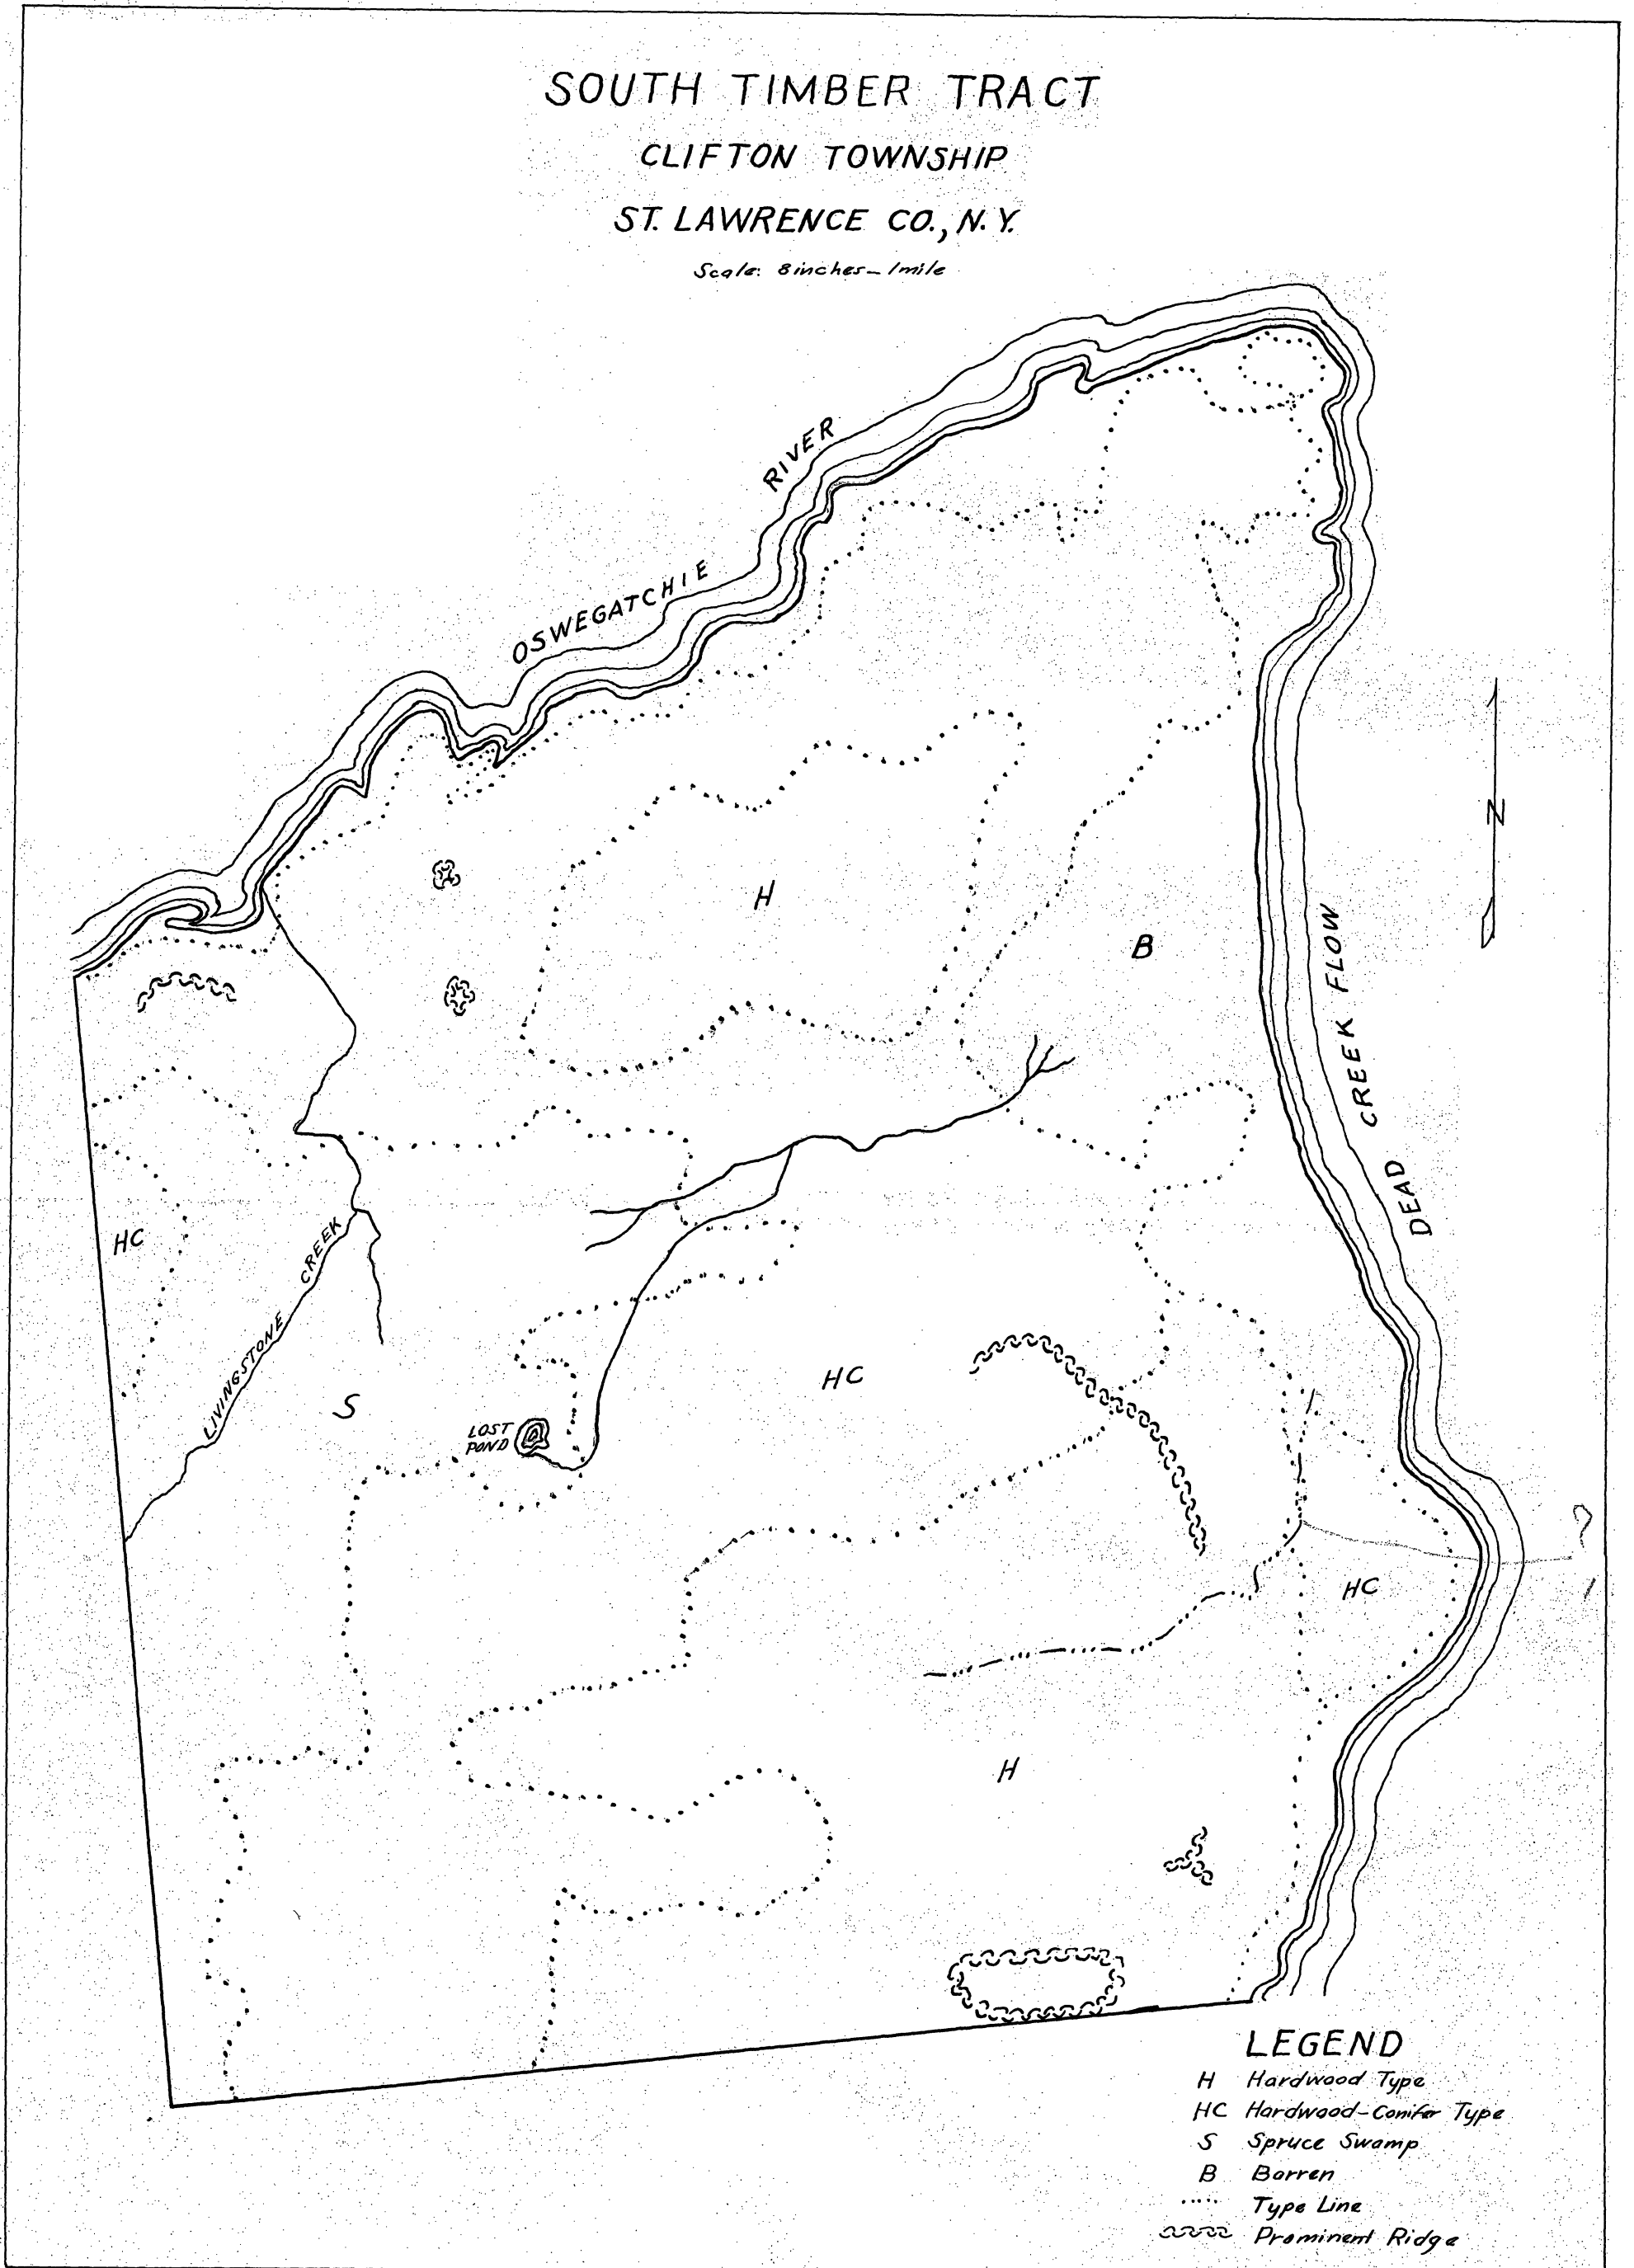 SOUTH TIMBER TRACT
CLIFTON TOWNSHIP
ST. LAWRENCE CO., N.Y.
Scale: 8 inches - 1 mile
RIVER
OSWEGATCHIE
N
H
B
CREEK FLOW
DEAD
HC
CREEK
LIVINGSTONE
HC
S
LOST
POND
?
HC
H
LEGEND
H Hardwood Type
HC Hardwood-Conifer Type
S Spruce Swamp
B Barren
..... Type Line
Prominent Ridge